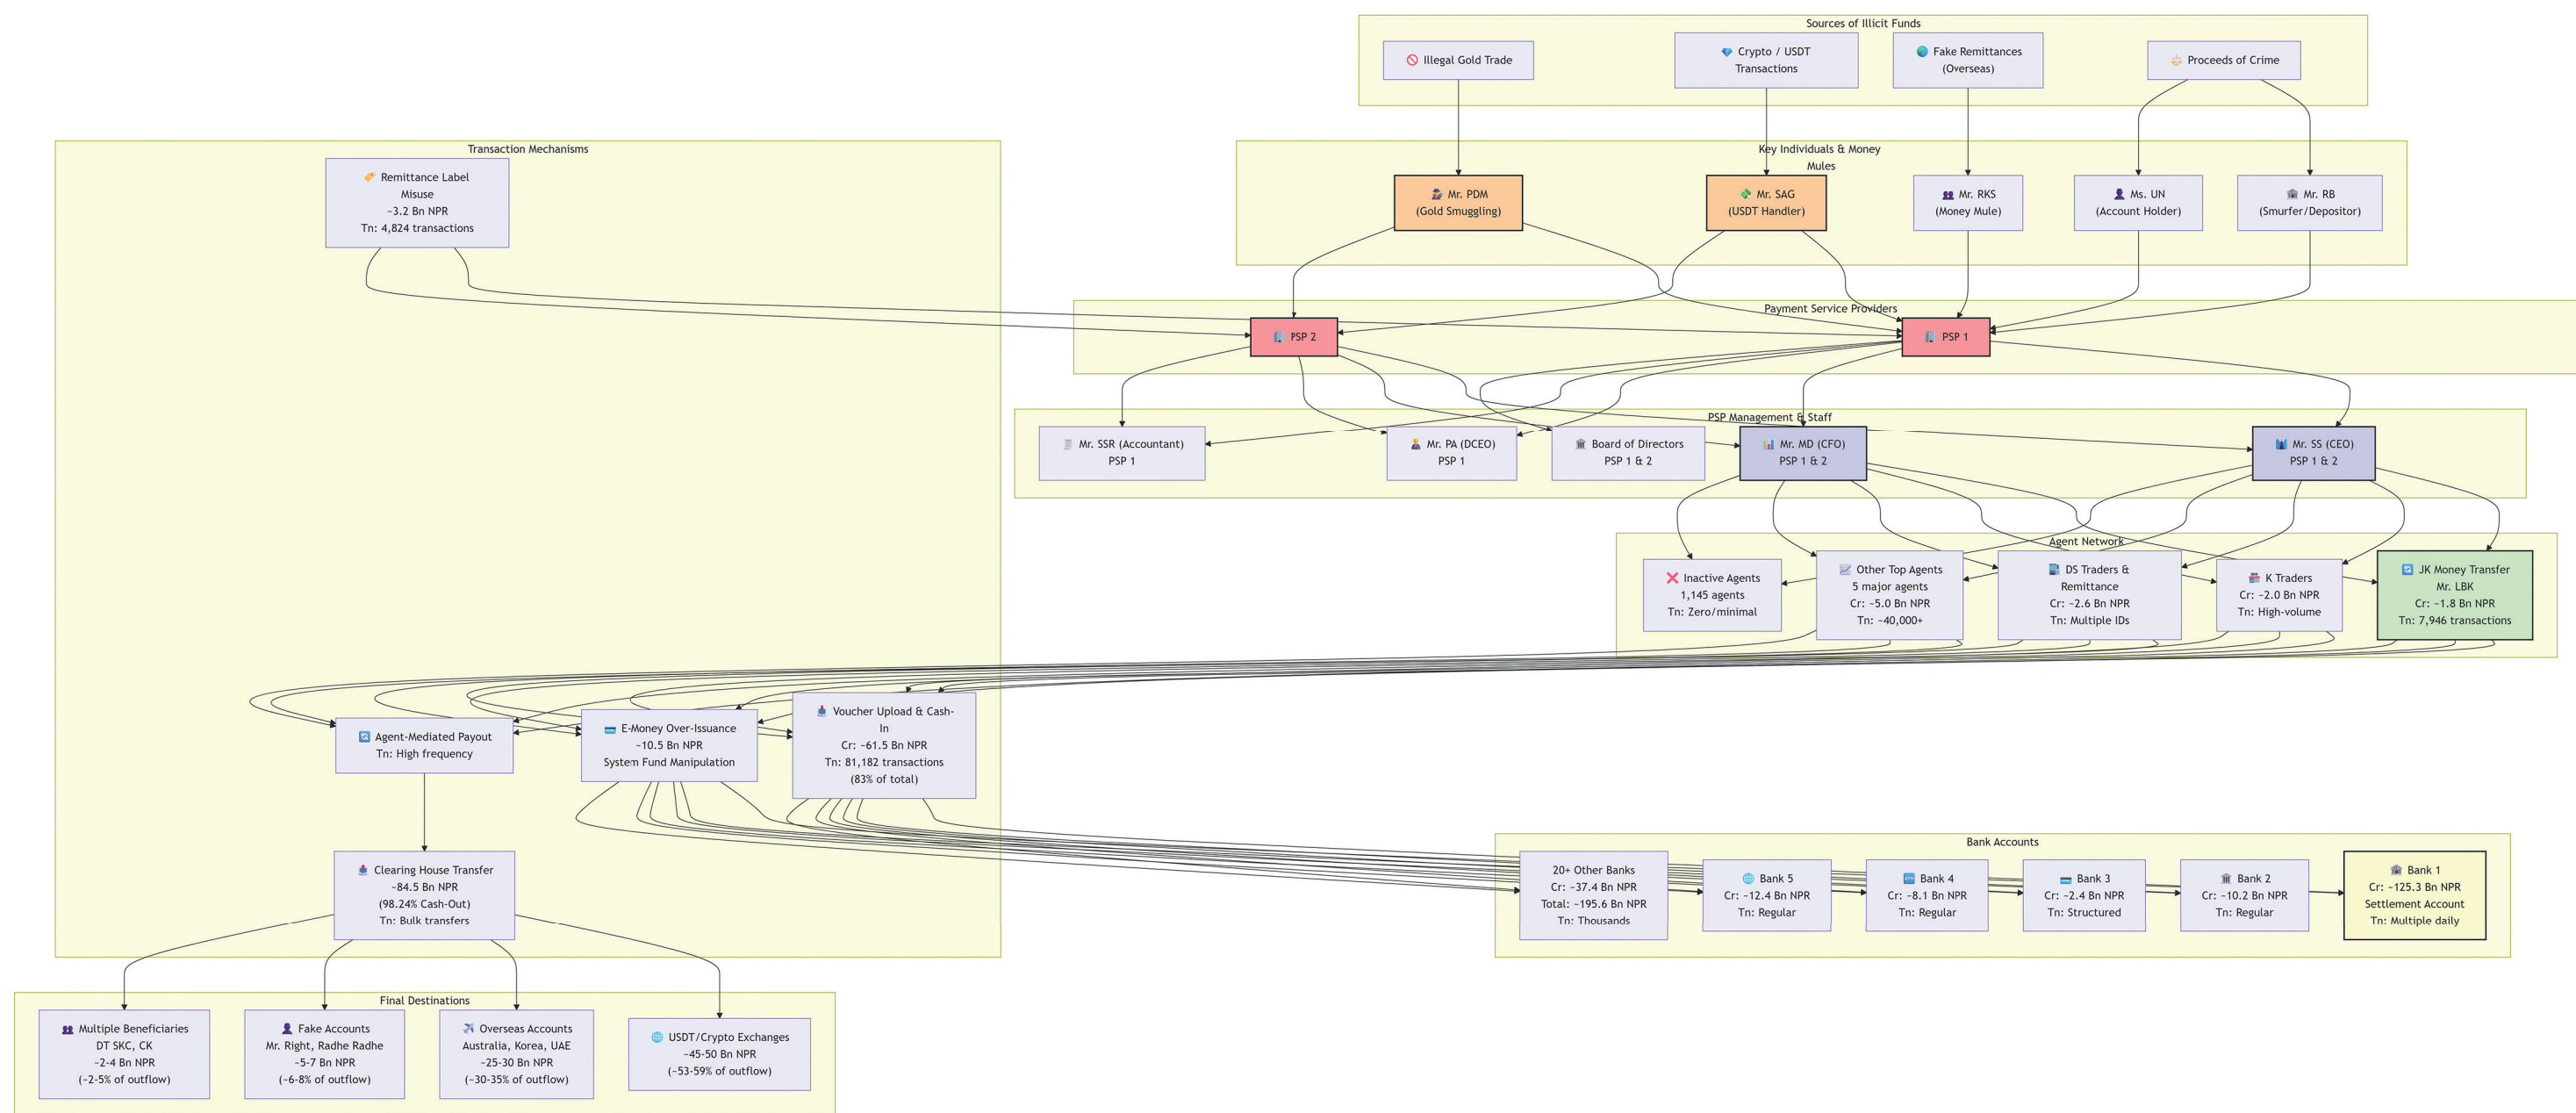 Sources of Illicit Funds
Illegal Gold Trade
Crypto / USDT
Transactions
Fake Remittances
(Overseas)
Proceeds of Crime
Transaction Mechanisms
Remittance Label
Misuse
~3.2 Bn NPR
Tn: 4,824 transactions
Key Individuals & Money
Mules
Mr. PDM
(Gold Smuggling)
Mr. SAG
(USDT Handler)
Mr. RKS
(Money Mule)
Ms. UN
(Account Holder)
Mr. RB
(Smurfer/Depositor)
Payment Service Providers
PSP 2
PSP 1
PSP Management & Staff
Mr. SSR (Accountant)
PSP 1
Mr. PA (DCEO)
PSP 1
Board of Directors
PSP 1 & 2
Mr. MD (CFO)
PSP 1 & 2
Mr. SS (CEO)
PSP 1 & 2
Agent Network
Inactive Agents
1,145 agents
Tn: Zero/minimal
Other Top Agents
5 major agents
Cr: ~5.0 Bn NPR
Tn: ~40,000+
DS Traders &
Remittance
Cr: ~2.6 Bn NPR
Tn: Multiple IDs
K Traders
Cr: ~2.0 Bn NPR
Tn: High-volume
JK Money Transfer
Mr. LBK
Cr: ~1.8 Bn NPR
Tn: 7,946 transactions
Agent-Mediated Payout
Tn: High frequency
E-Money Over-Issuance
~10.5 Bn NPR
System Fund Manipulation
Voucher Upload & Cash-
In
Cr: ~61.5 Bn NPR
Tn: 81,182 transactions
(83% of total)
Clearing House Transfer
~84.5 Bn NPR
(98.24% Cash-Out)
Tn: Bulk transfers
Bank Accounts
20+ Other Banks
Cr: ~37.4 Bn NPR
Total: ~195.6 Bn NPR
Tn: Thousands
Bank 5
Cr: ~12.4 Bn NPR
Tn: Regular
Bank 4
Cr: ~8.1 Bn NPR
Tn: Regular
Bank 3
Cr: ~2.4 Bn NPR
Tn: Structured
Bank 2
Cr: ~10.2 Bn NPR
Tn: Regular
Bank 1
Cr: ~125.3 Bn NPR
Settlement Account
Tn: Multiple daily
Final Destinations
Multiple Beneficiaries
DT SKC, CK
~2-4 Bn NPR
(~2-5% of outflow)
Fake Accounts
Mr. Right, Radhe Radhe
~5-7 Bn NPR
(~6-8% of outflow)
Overseas Accounts
Australia, Korea, UAE
~25-30 Bn NPR
(~30-35% of outflow)
USDT/Crypto Exchanges
~45-50 Bn NPR
(~53-59% of outflow)